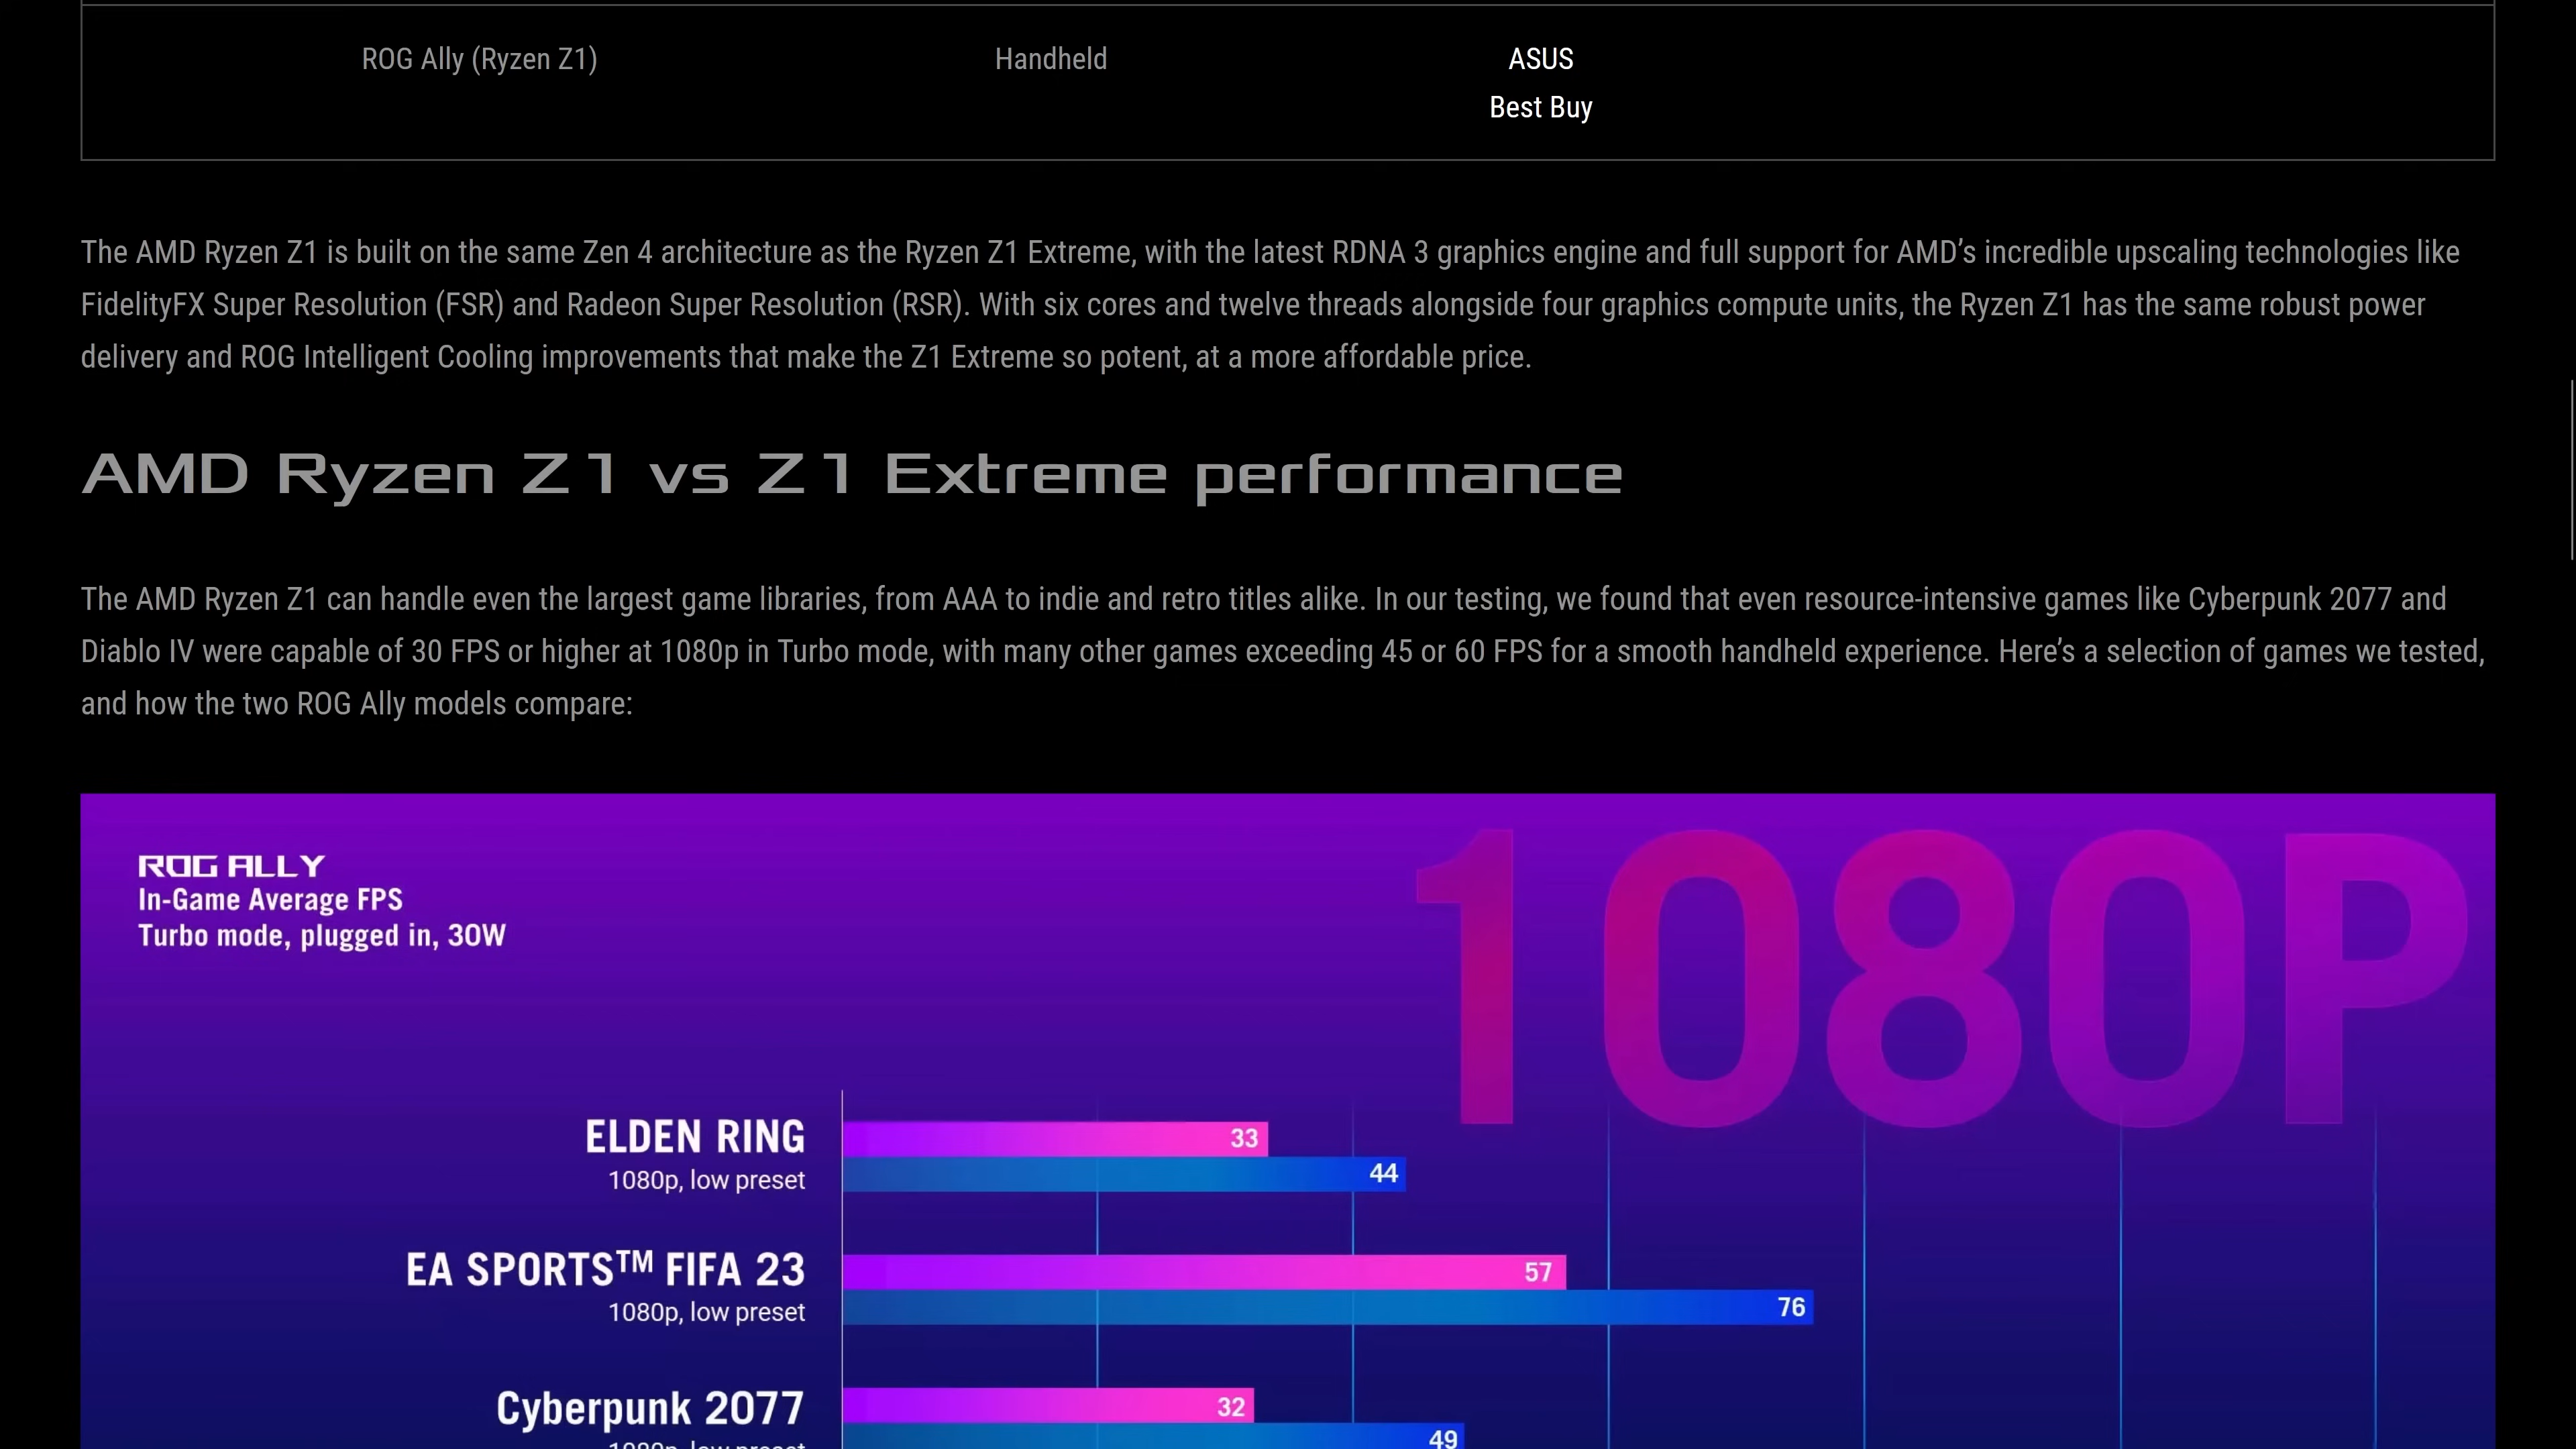 ROG Ally (Ryzen Z1) Handheld ASUS
Best Buy
The AMD Ryzen Z1 is built on the same Zen 4 architecture as the Ryzen Z1 Extreme, with the latest RDNA 3 graphics engine and full support for AMD’s incredible upscaling technologies like
FidelityFX Super Resolution (FSR) and Radeon Super Resolution (RSR). With six cores and twelve threads alongside four graphics compute units, the Ryzen Z1 has the same robust power
delivery and ROG Intelligent Cooling improvements that make the Z1 Extreme so potent, at a more affordable price.
AMD Ryzen Z1 vs Z1 Extreme performance
The AMD Ryzen Z1 can handle even the largest game libraries, from AAA to indie and retro titles alike. In our testing, we found that even resource-intensive games like Cyberpunk 2077 and
Diablo IV were capable of 30 FPS or higher at 1080p in Turbo mode, with many other games exceeding 45 or 60 FPS for a smooth handheld experience. Here’s a selection of games we tested,
and how the two ROG Ally models compare:
1080P
ROG ALLY
In-Game Average FPS
Turbo mode, plugged in, 30W
ELDEN RING 33
1080p, low preset 44
EA SPORTS™ FIFA 23 57
1080p, low preset 76
Cyberpunk 2077 32
1080p, low preset 49